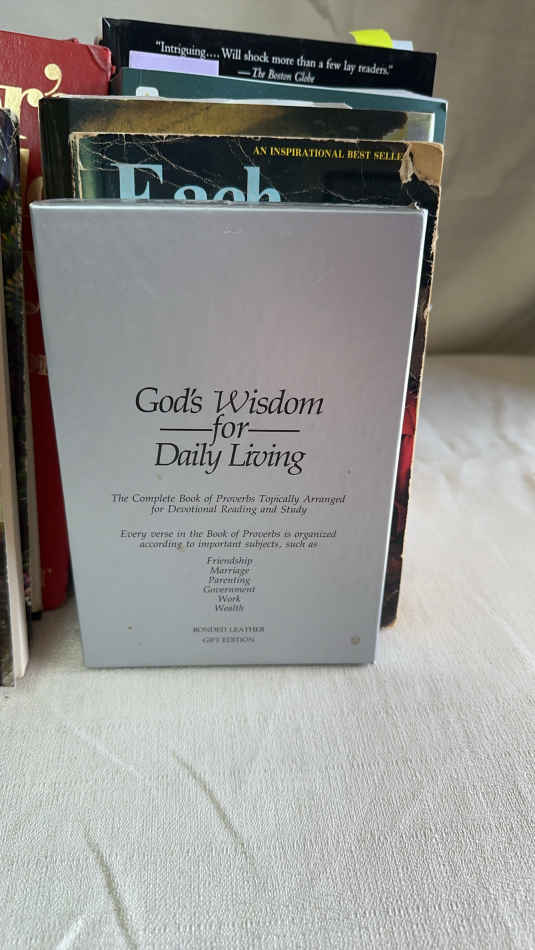 "Intriguing.... Will shock more than a few lay readers."
—The Boston Globe
AN INSPIRATIONAL BEST SELLE
Each
r's
God's Wisdom
for
Daily Living
The Complete Book of Proverbs Topically Arranged
for Devotional Reading and Study
Every verse in the Book of Proverbs is organized
according to important subjects, such as
Friendship
Marriage
Parenting
Government
Work
Wealth
BONDED LEATHER
GIFT EDITION